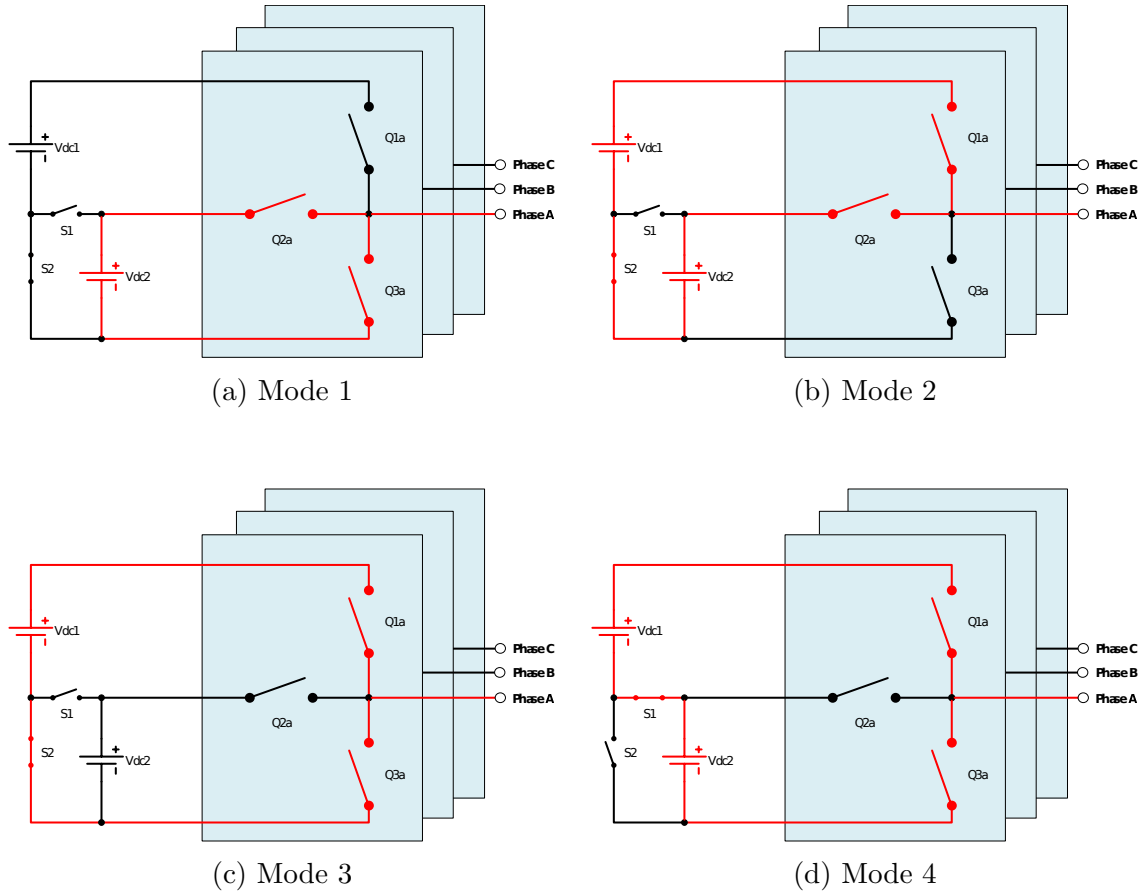 Vdc1
+
Q1a
Phase C
Phase B
Phase A
S1
Q2a
S2
+
Vdc2
Q3a
(a) Mode 1
+
Vdc1
Q1a
Phase C
Phase B
Phase A
S1
Q2a
S2
+
Vdc2
Q3a
(b) Mode 2
+
Vdc1
Q1a
Phase C
Phase B
Phase A
S1
Q2a
S2
+
Vdc2
Q3a
(c) Mode 3
+
Vdc1
Q1a
Phase C
Phase B
Phase A
S1
Q2a
S2
+
Vdc2
Q3a
(d) Mode 4